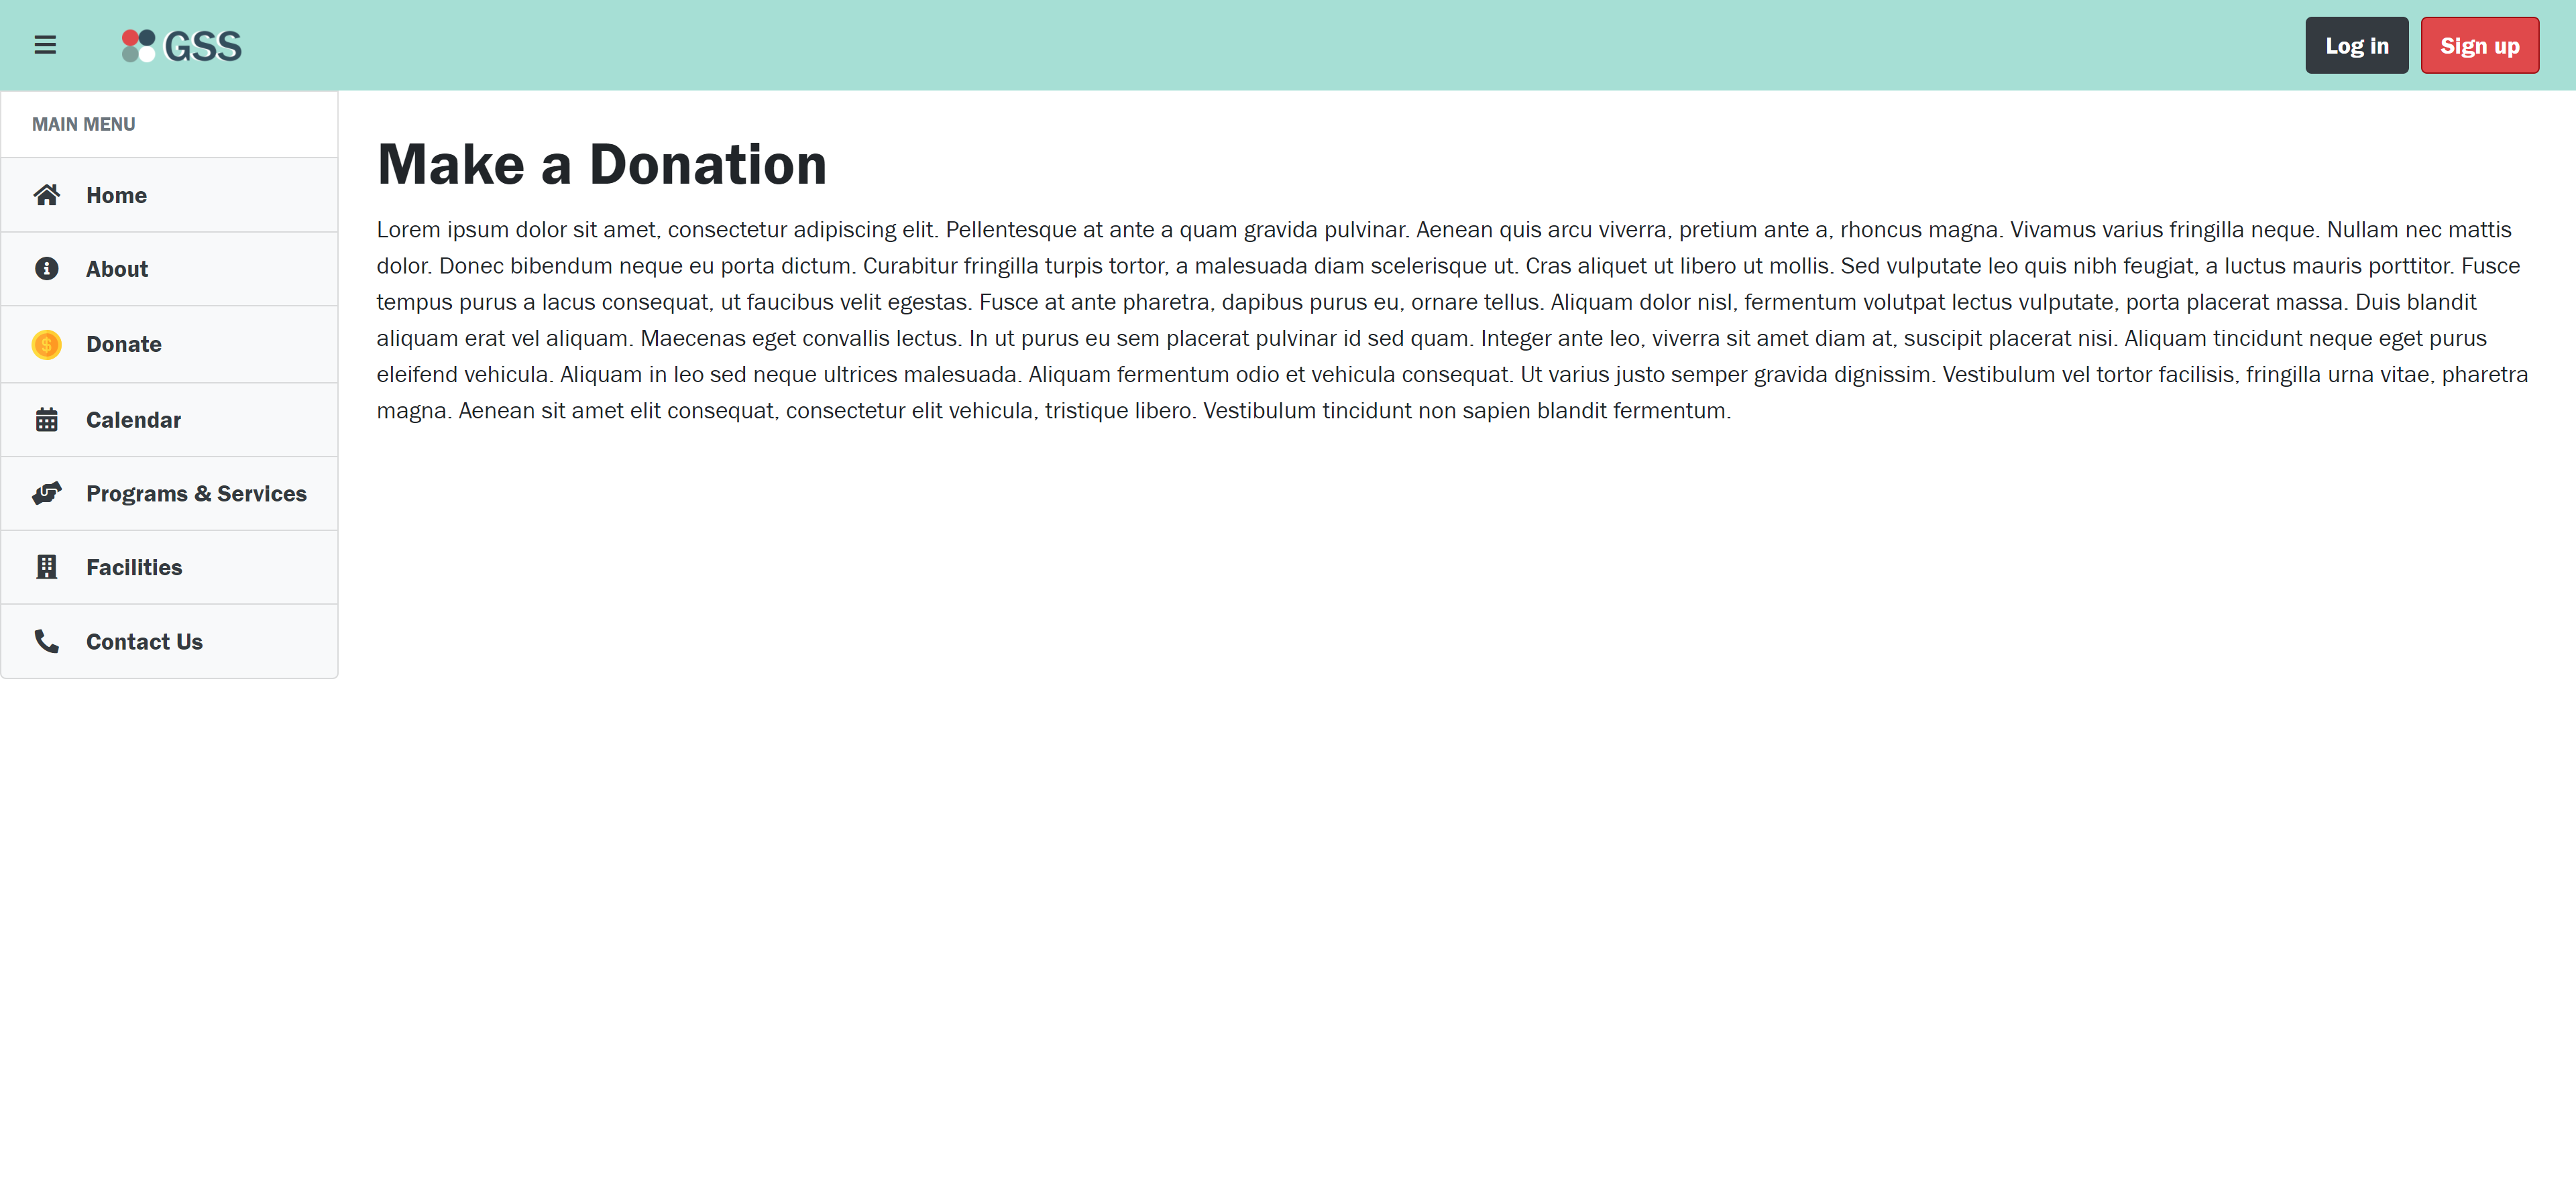 GSS
Log in
Sign up
MAIN MENU
Home
About
Donate
Calendar
Programs & Services
Facilities
Contact Us
Make a Donation
Lorem ipsum dolor sit amet, consectetur adipiscing elit. Pellentesque at ante a quam gravida pulvinar. Aenean quis arcu viverra, pretium ante a, rhoncus magna. Vivamus varius fringilla neque. Nullam nec mattis
dolor. Donec bibendum neque eu porta dictum. Curabitur fringilla turpis tortor, a malesuada diam scelerisque ut. Cras aliquet ut libero ut mollis. Sed vulputate leo quis nibh feugiat, a luctus mauris porttitor. Fusce
tempus purus a lacus consequat, ut faucibus velit egestas. Fusce at ante pharetra, dapibus purus eu, ornare tellus. Aliquam dolor nisl, fermentum volutpat lectus vulputate, porta placerat massa. Duis blandit
aliquam erat vel aliquam. Maecenas eget convallis lectus. In ut purus eu sem placerat pulvinar id sed quam. Integer ante leo, viverra sit amet diam at, suscipit placerat nisi. Aliquam tincidunt neque eget purus
eleifend vehicula. Aliquam in leo sed neque ultrices malesuada. Aliquam fermentum odio et vehicula consequat. Ut varius justo semper gravida dignissim. Vestibulum vel tortor facilisis, fringilla urna vitae, pharetra
magna. Aenean sit amet elit consequat, consectetur elit vehicula, tristique libero. Vestibulum tincidunt non sapien blandit fermentum.